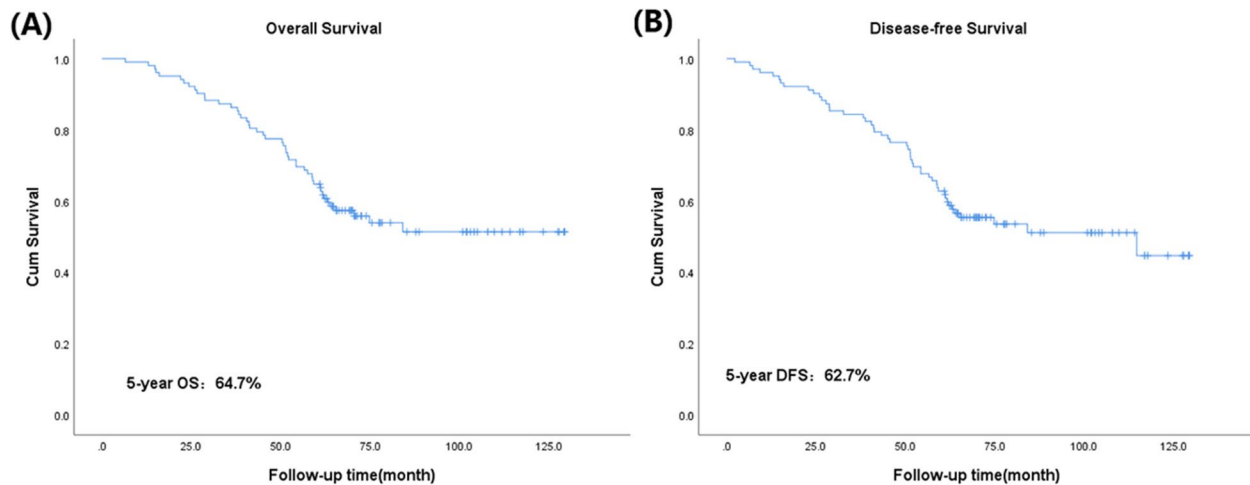 (A)
Overall Survival
1.0
0.8
0.6
0.4
0.2
0.0
Cum Survival
5-year OS：64.7%
.0 25.0 50.0 75.0 100.0 125.0
Follow-up time(month)
(B)
Disease-free Survival
1.0
0.8
0.6
0.4
0.2
0.0
Cum Survival
5-year DFS：62.7%
.0 25.0 50.0 75.0 100.0 125.0
Follow-up time(month)